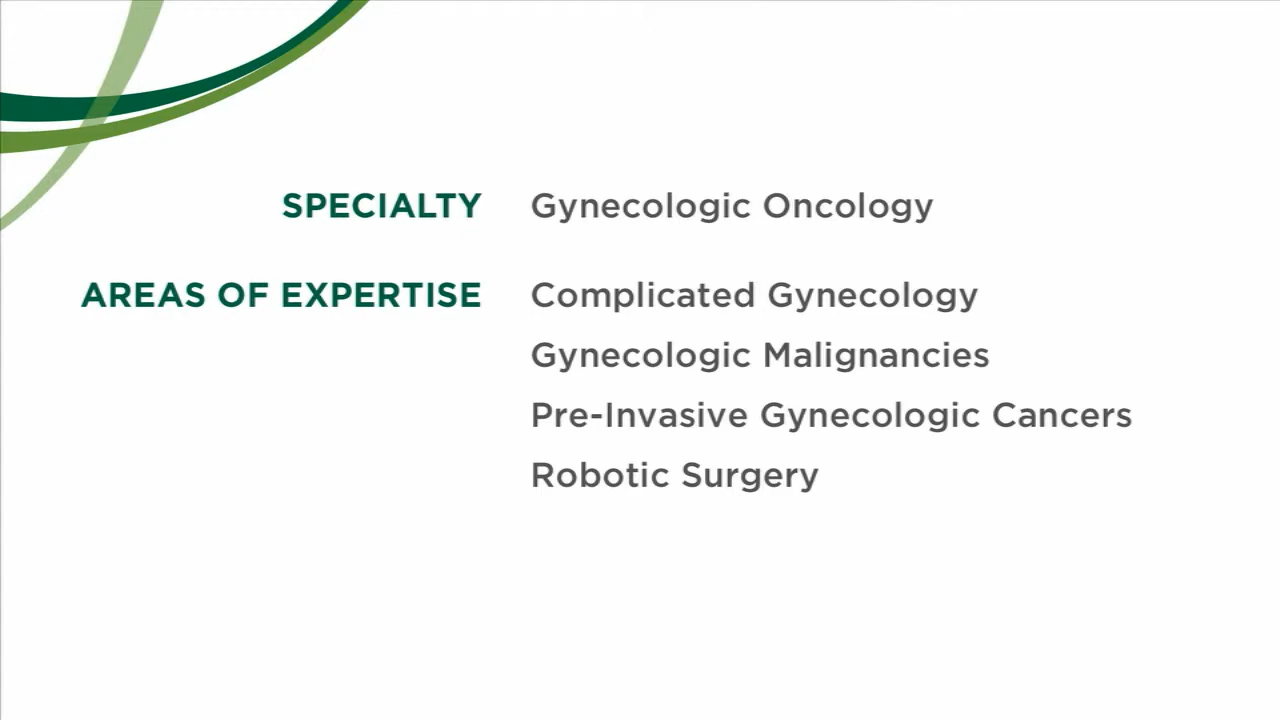 SPECIALTY Gynecologic Oncology
AREAS OF EXPERTISE Complicated Gynecology
Gynecologic Malignancies
Pre-Invasive Gynecologic Cancers
Robotic Surgery